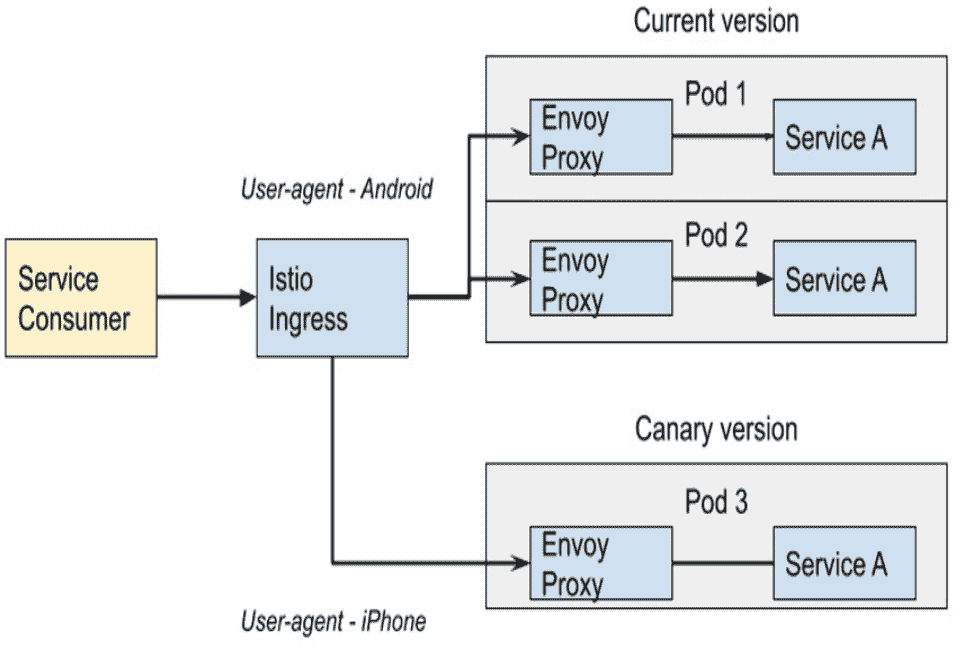 Current version
Pod 1
Envoy
Proxy
Service A
User-agent - Android
Pod 2
Envoy
Proxy
Service A
Service
Consumer
Istio
Ingress
Canary version
Pod 3
Envoy
Proxy
Service A
User-agent - iPhone